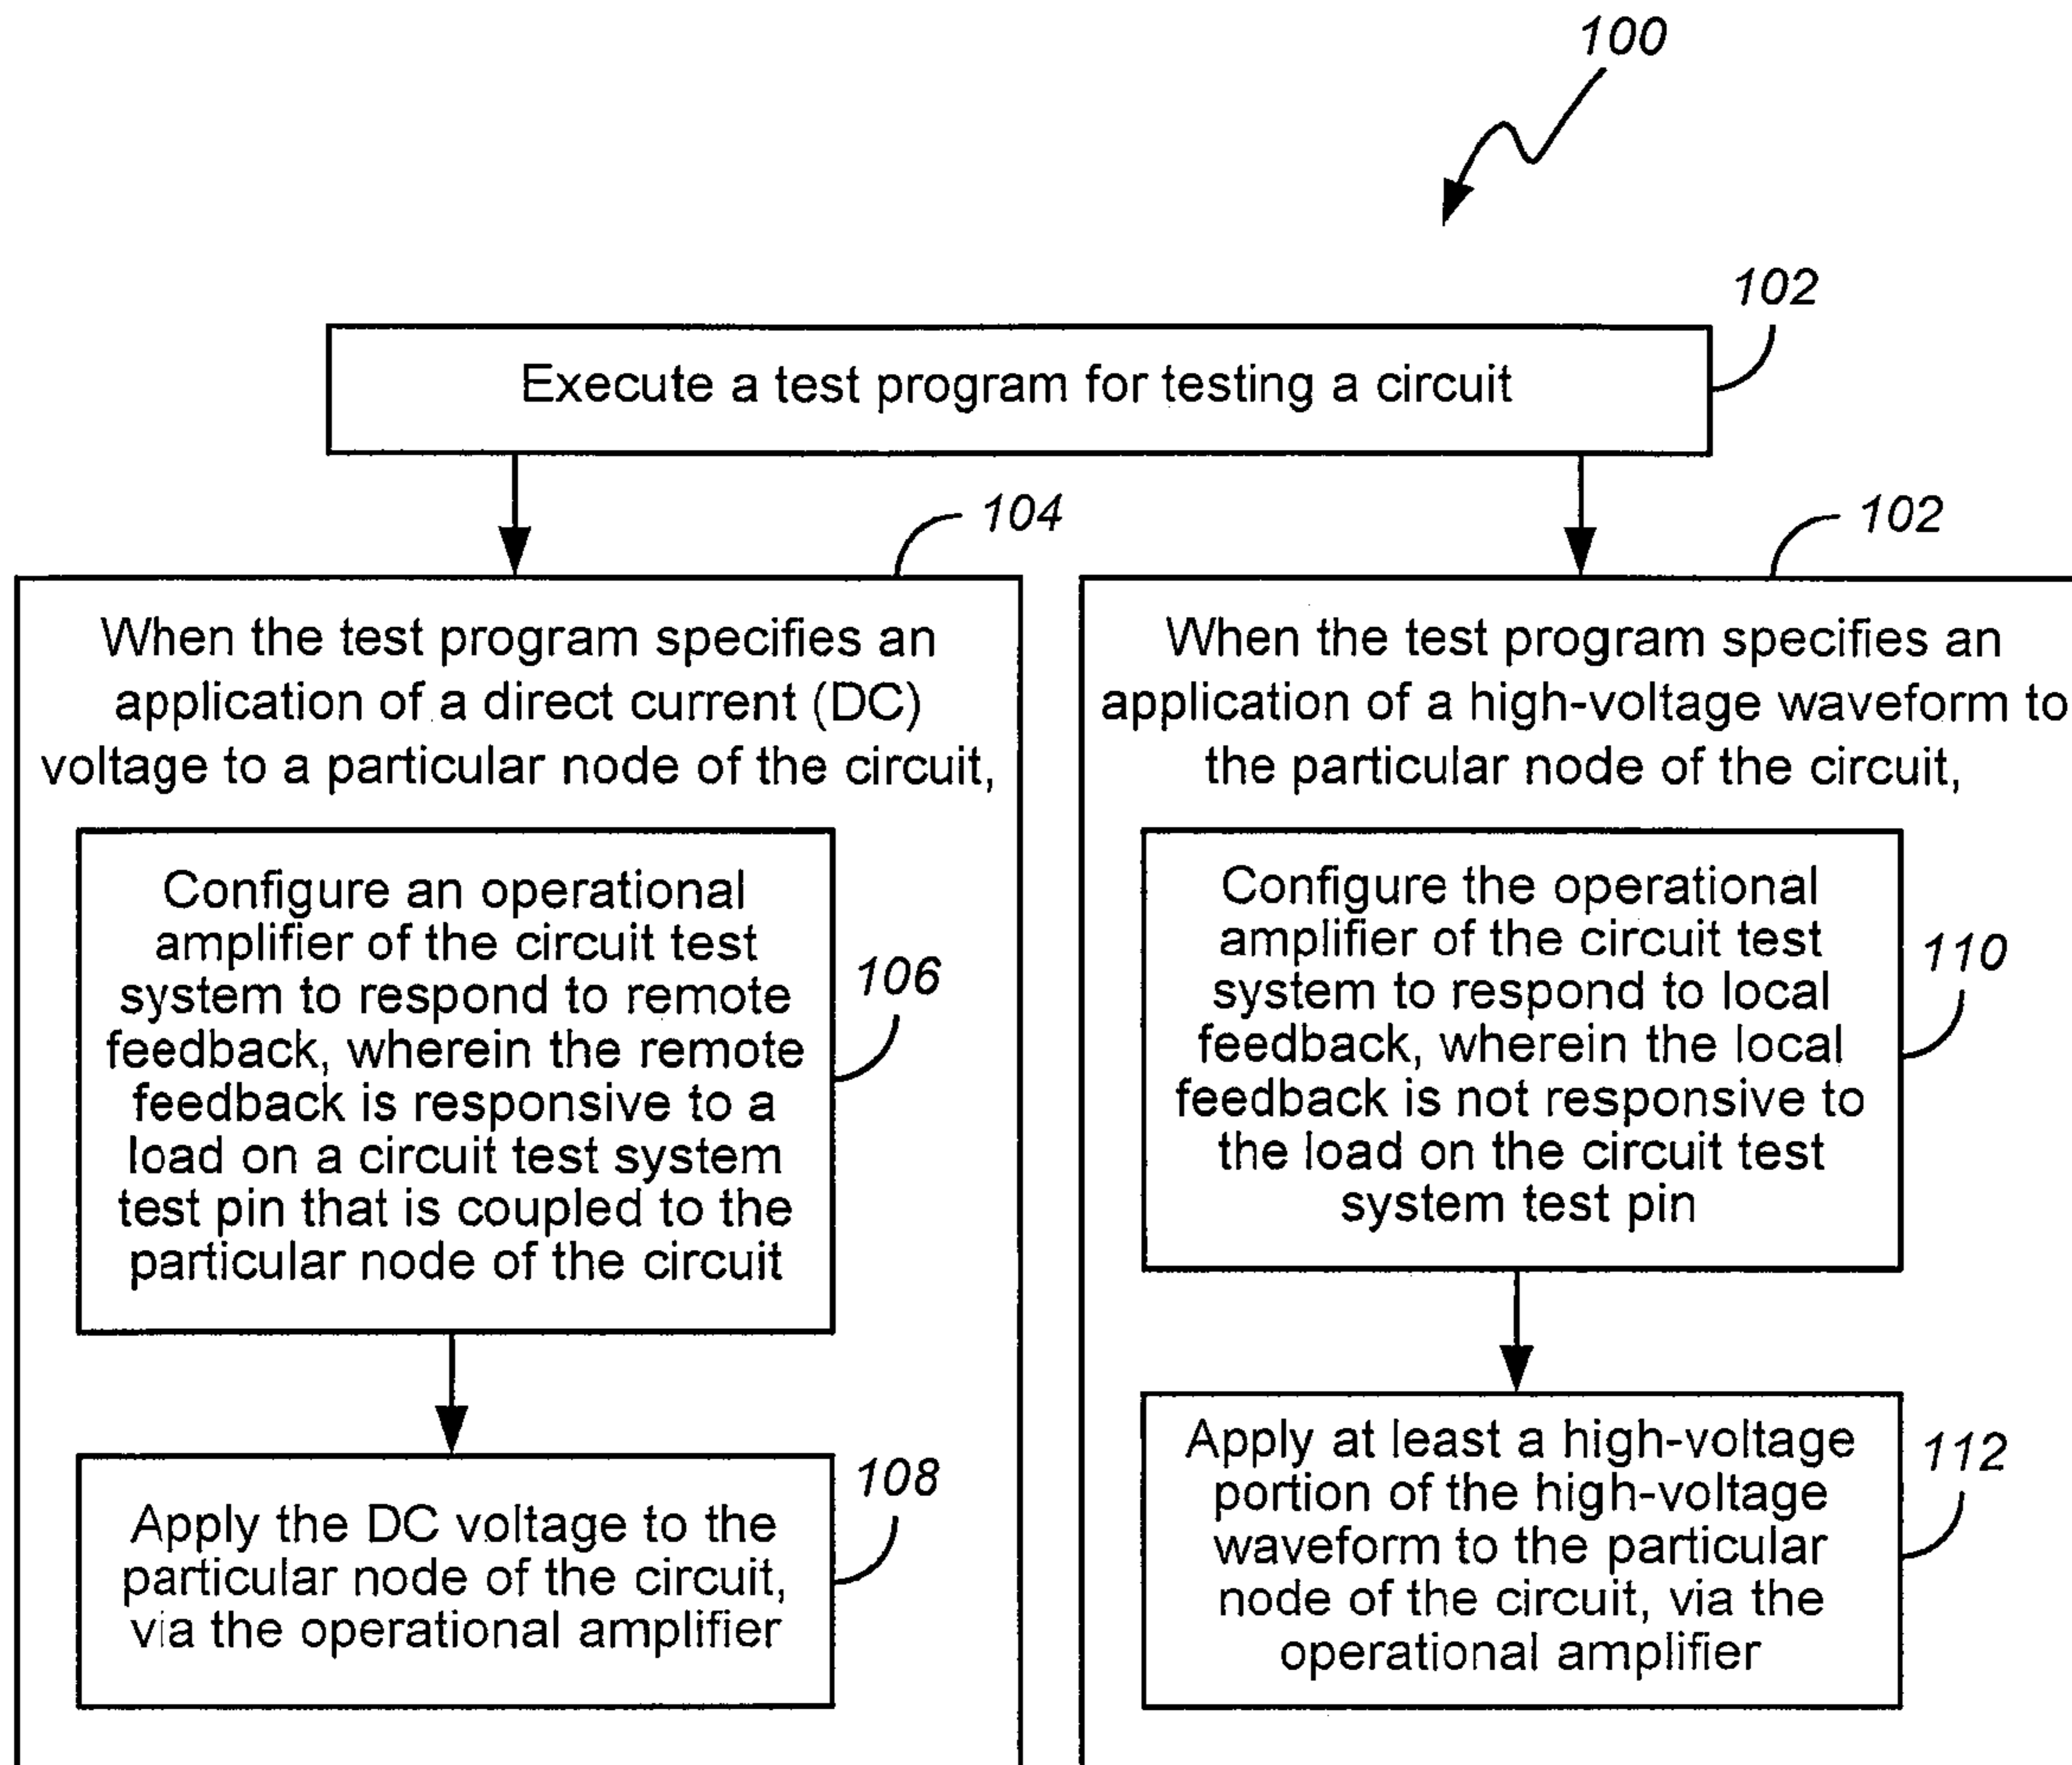 100
102
Execute a test program for testing a circuit
104
When the test program specifies an
application of a direct current (DC)
voltage to a particular node of the circuit,
Configure an operational
amplifier of the circuit test
system to respond to remote
feedback, wherein the remote
feedback is responsive to a
load on a circuit test system
test pin that is coupled to the
particular node of the circuit
106
Apply the DC voltage to the
particular node of the circuit,
via the operational amplifier
108
102
When the test program specifies an
application of a high-voltage waveform to
the particular node of the circuit,
Configure the operational
amplifier of the circuit test
system to respond to local
feedback, wherein the local
feedback is not responsive to
the load on the circuit test
system test pin
110
Apply at least a high-voltage
portion of the high-voltage
waveform to the particular
node of the circuit, via the
operational amplifier
112